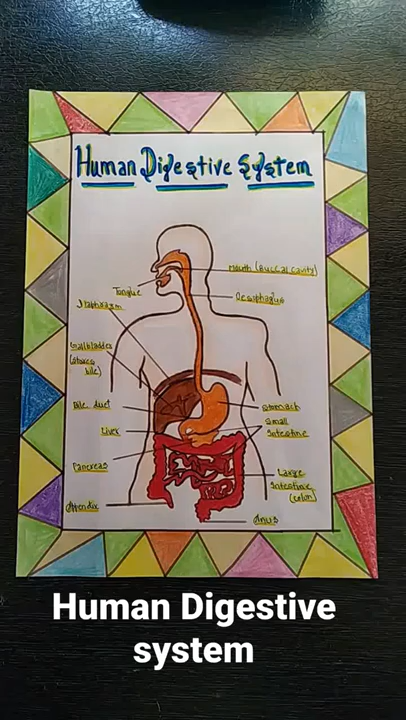 Human Digestive System
Mouth (buccal cavity)
Tongue
Oesophagus
Diaphragm
Gallbladder
(stores
bile)
Bile duct
Stomach
Small
Intestine
Liver
Pancreas
Large
Intestine
(colon)
Appendix
Anus
Human Digestive
system